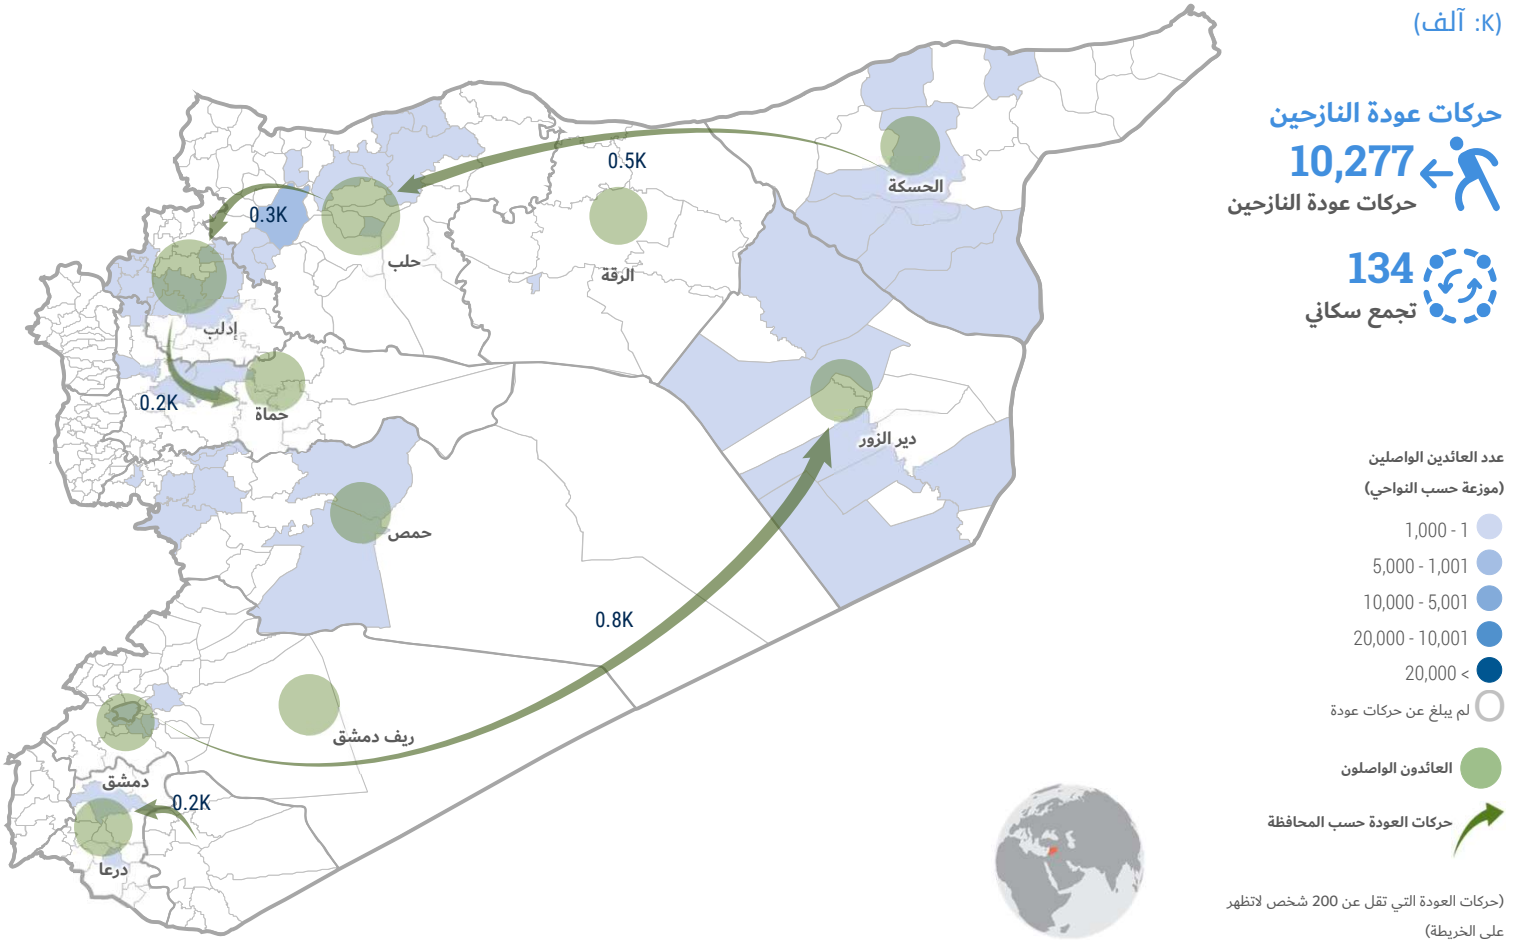 (K: آلف)
حركات عودة النازحين
10,277
حركات عودة النازحين
134
تجمع سكاني
عدد العائدين الواصلين
(موزعة حسب النواحي)
1,000 - 1
5,000 - 1,001
10,000 - 5,001
20,000 - 10,001
20,000 <
لم يبلغ عن حركات عودة
العائدون الواصلون
حركات العودة حسب المحافظة
(حركات العودة التي تقل عن 200 شخص لاتظهر
على الخريطة)
0.5K
الحسكة
0.3K
حلب
الرقة
إدلب
0.2K
حماة
دير الزور
حمص
0.8K
ريف دمشق
دمشق
0.2K
درعا